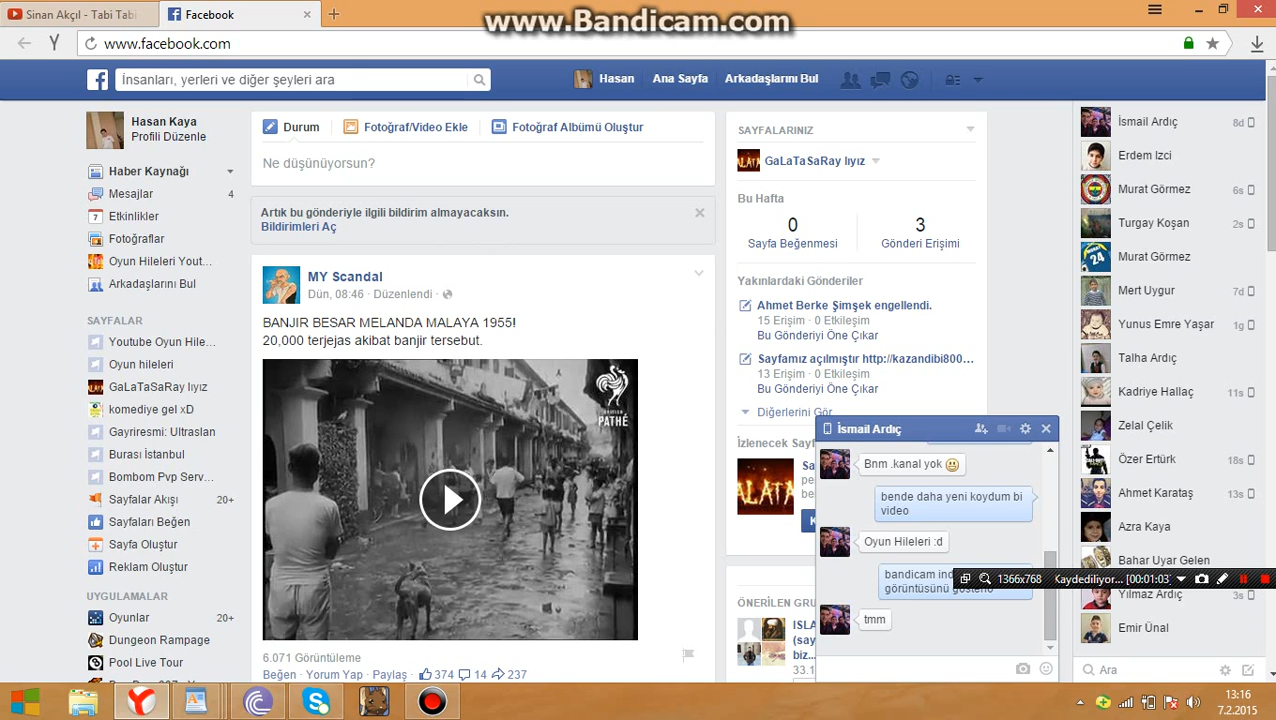 Sinan Akçıl - Tabi Tabi
Facebook
www.Bandicam.com
www.facebook.com
İnsanları, yerleri ve diğer şeyleri ara
Hasan
Ana Sayfa
Arkadaşlarını Bul
Hasan Kaya
Profili Düzenle
Haber Kaynağı
Mesajlar 4
Etkinlikler
Fotoğraflar
Oyun Hileleri Yout...
Arkadaşlarını Bul
SAYFALAR
Youtube Oyun Hile...
Oyun hileleri
GaLaTaSaRay lıyız
komediye gel xD
Gayriresmi: Ultraslan
Burası İstanbul
Bombom Pvp Serv...
Sayfalar Akışı 20+
Sayfaları Beğen
Sayfa Oluştur
Reklam Oluştur
UYGULAMALAR
Oyunlar 20+
Dungeon Rampage
Pool Live Tour
Durum
Fotoğraf/Video Ekle
Fotoğraf Albümü Oluştur
Ne düşünüyorsun?
Artık bu gönderiyle ilgili bildirim almayacaksın.
Bildirimleri Aç
MY Scandal
Dün, 08:46 · Düzenlendi ·
BANJIR BESAR MELANDA MALAYA 1955!
20,000 terjejas akibat banjir tersebut.
BRITISH
PATHÉ
6.071 Görüntüleme
Beğen · Yorum Yap · Paylaş · 374 14 237
SAYFALARINIZ
GaLaTaSaRay lıyız
Bu Hafta
0
Sayfa Beğenmesi
3
Gönderi Erişimi
Yakınlardaki Gönderiler
Ahmet Berke Şimşek engellendi.
15 Erişim · 0 Etkileşim
Bu Gönderiyi Öne Çıkar
Sayfamız açılmıştır http://kazandibi800...
13 Erişim · 0 Etkileşim
Bu Gönderiyi Öne Çıkar
Diğerlerini Gör
İzlenecek Sayf
ÖNERİLEN GRU
ISLA
(say
biz...
33.1
İsmail Ardıç
Bnm .kanal yok
bende daha yeni koydum bi
video
Oyun Hileleri :d
bandicam ind
tmm
1366x768 Kaydediliyor... [00:01:03]
İsmail Ardıç 8d
Erdem Izci
Murat Görmez 6s
Turgay Koşan 2s
Murat Görmez
Mert Uygur 7d
Yunus Emre Yaşar 1g
Talha Ardıç
Kadriye Hallaç 11s
Zelal Çelik
Özer Ertürk 18s
Ahmet Karataş 13s
Azra Kaya
Bahar Uyar Gelen
Yılmaz Ardıç 3s
Emir Ünal
Ara
13:16
7.2.2015